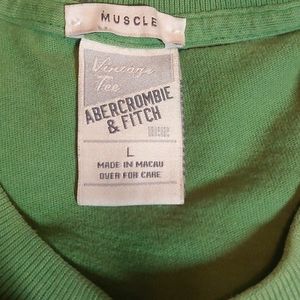 MUSCLE
Vintage
Tee
ABERCROMBIE
& FITCH
L
MADE IN MACAU
OVER FOR CARE